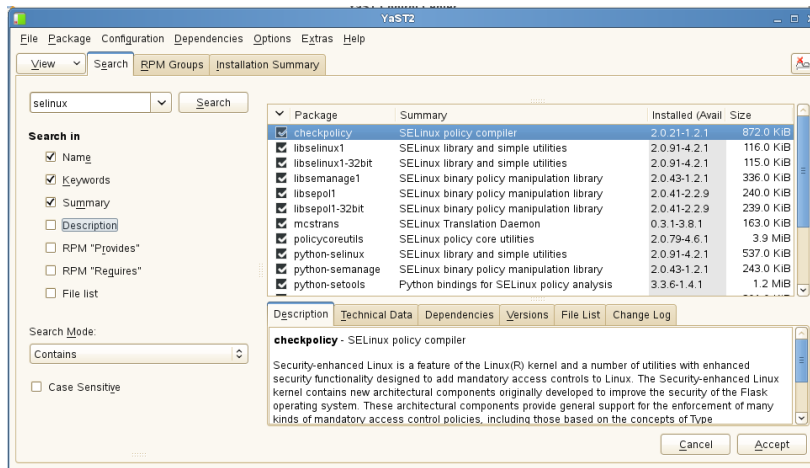 YaST2
File Package Configuration Dependencies Options Extras Help
View Search RPM Groups Installation Summary
selinux Search
Search in
Name
Keywords
Summary
Description
RPM "Provides"
RPM "Requires"
File list
Search Mode:
Contains
Case Sensitive
Package Summary Installed (Avail Size
checkpolicy SELinux policy compiler 2.0.21-1.2.1 872.0 KiB
libselinux1 SELinux library and simple utilities 2.0.91-4.2.1 116.0 KiB
libselinux1-32bit SELinux library and simple utilities 2.0.91-4.2.1 115.0 KiB
libsemanage1 SELinux binary policy manipulation library 2.0.43-1.2.1 336.0 KiB
libsepol1 SELinux binary policy manipulation library 2.0.41-2.2.9 240.0 KiB
libsepol1-32bit SELinux binary policy manipulation library 2.0.41-2.2.9 239.0 KiB
mcstrans SELinux Translation Daemon 0.3.1-3.8.1 163.0 KiB
policycoreutils SELinux policy core utilities 2.0.79-4.6.1 3.9 MiB
python-selinux SELinux library and simple utilities 2.0.91-4.2.1 537.0 KiB
python-semanage SELinux binary policy manipulation library 2.0.43-1.2.1 243.0 KiB
python-setools Python bindings for SELinux policy analysis 3.3.6-1.4.1 1.2 MiB
Description Technical Data Dependencies Versions File List Change Log
checkpolicy - SELinux policy compiler
Security-enhanced Linux is a feature of the Linux(R) kernel and a number of utilities with enhanced
security functionality designed to add mandatory access controls to Linux. The Security-enhanced Linux
kernel contains new architectural components originally developed to improve the security of the Flask
operating system. These architectural components provide general support for the enforcement of many
kinds of mandatory access control policies, including those based on the concepts of Type
Cancel Accept